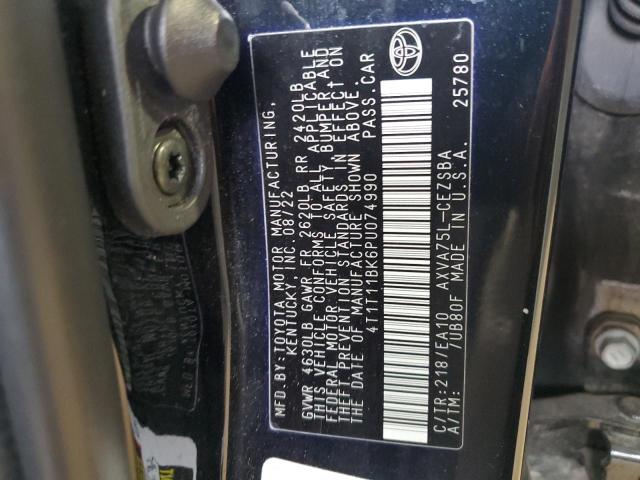 MFD.BY:TOYOTA MOTOR MANUFACTURING,
KENTUCKY,INC.08/22
GVWR 4630LB GAWR FR 2620LB RR 2420LB
THIS VEHICLE CONFORMS TO ALL APPLICABLE
FEDERAL MOTOR VEHICLE SAFETY, BUMPER AND
THEFT PREVENTION STANDARDS IN EFFECT ON
THE DATE OF MANUFACTURE SHOWN ABOVE.
4T1T11BK6PU074990 PASS.CAR
C/TR:218/EA10 AXVA75L-CEZSBA 25780
A/TM: /UB80F MADE IN U.S.A.